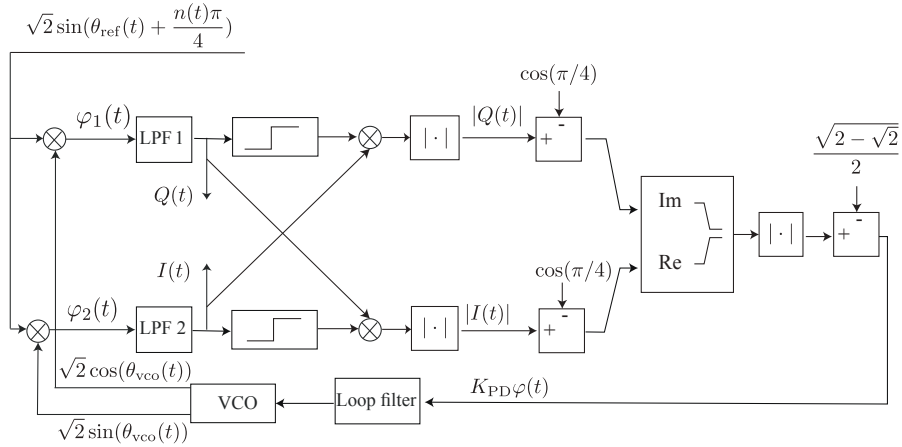 √2 sin(θ_ref(t) + n(t)π/4)
cos(π/4)
φ₁(t)
LPF 1
|·|
|Q(t)|
+ -
Q(t)
√(2 − √2)/2
Im
Re
|·|
+ -
I(t)
cos(π/4)
φ₂(t)
LPF 2
|·|
|I(t)|
+ -
√2 cos(θ_vco(t))
VCO
Loop filter
K_PD φ(t)
√2 sin(θ_vco(t))